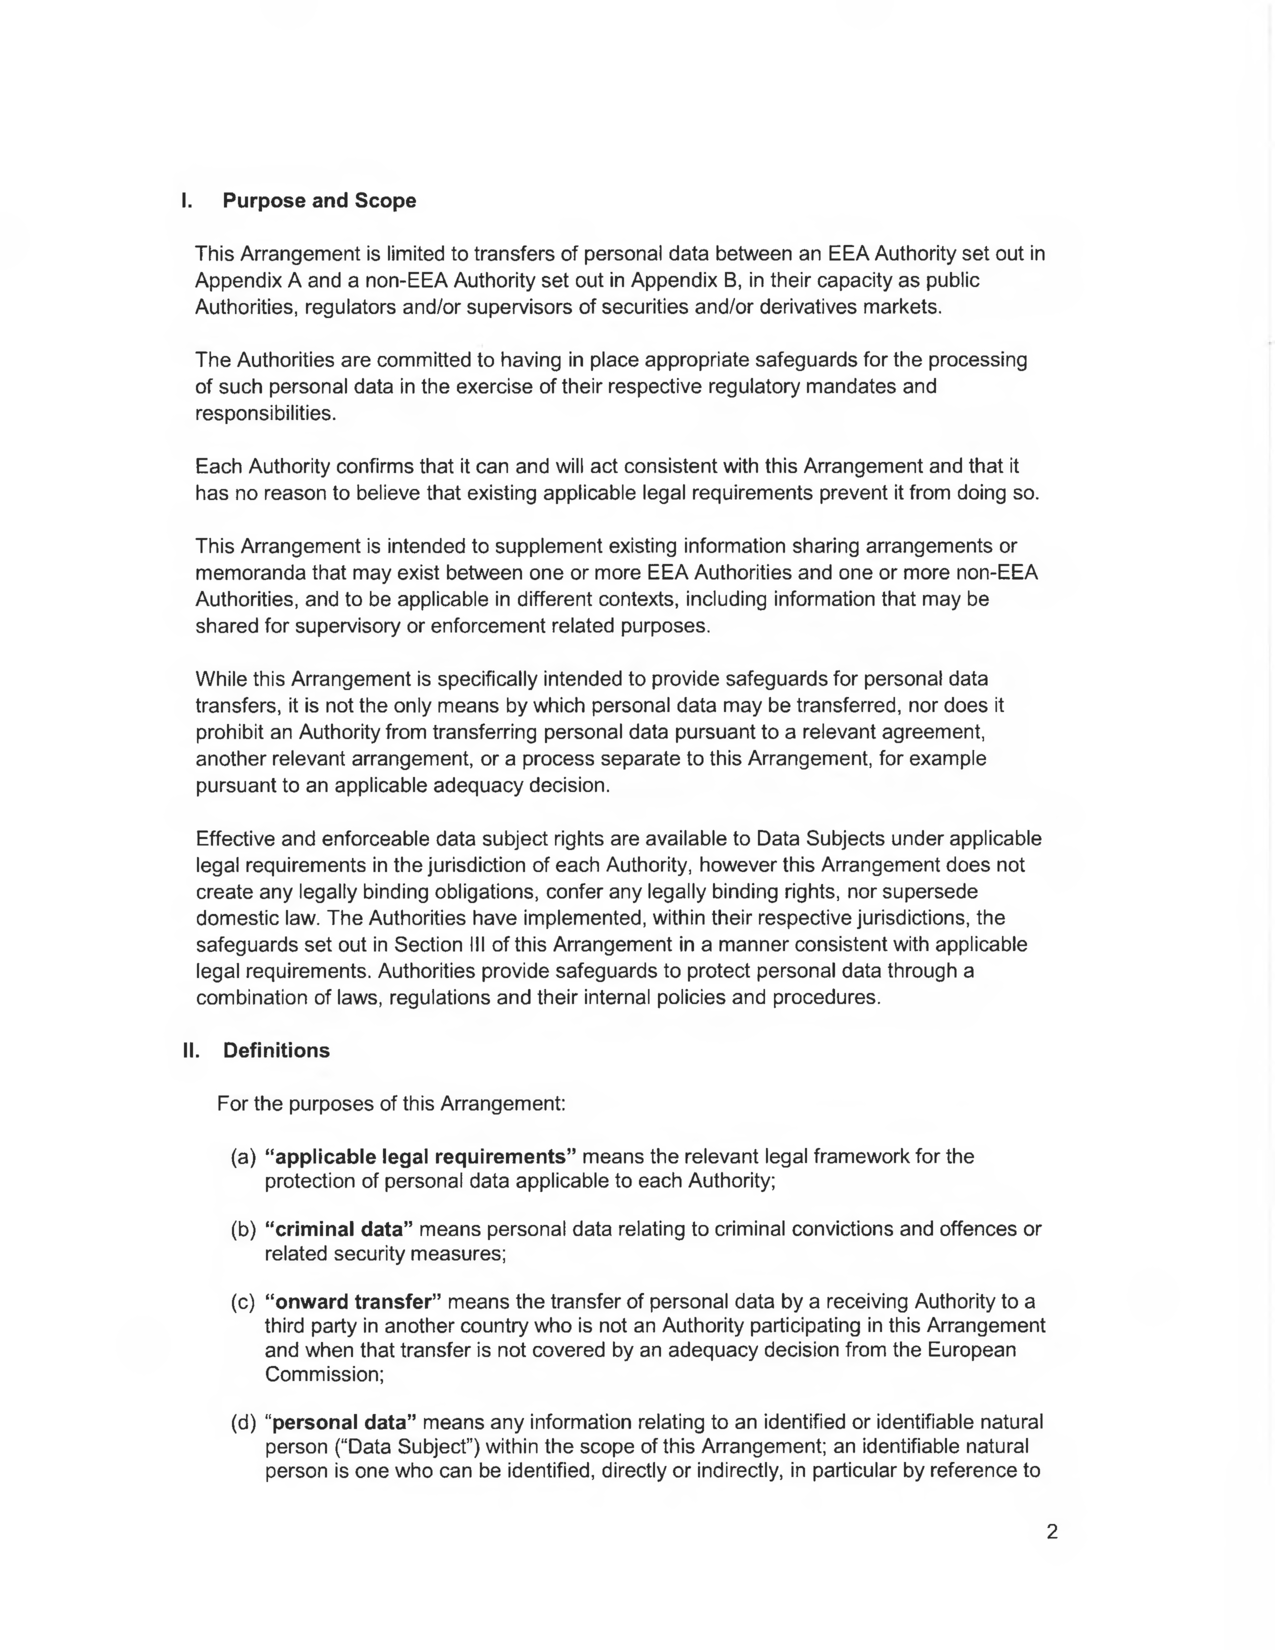 I. Purpose and Scope
This Arrangement is limited to transfers of personal data between an EEA Authority set out in
Appendix A and a non-EEA Authority set out in Appendix B, in their capacity as public
Authorities, regulators and/or supervisors of securities and/or derivatives markets.
The Authorities are committed to having in place appropriate safeguards for the processing
of such personal data in the exercise of their respective regulatory mandates and
responsibilities.
Each Authority confirms that it can and will act consistent with this Arrangement and that it
has no reason to believe that existing applicable legal requirements prevent it from doing so.
This Arrangement is intended to supplement existing information sharing arrangements or
memoranda that may exist between one or more EEA Authorities and one or more non-EEA
Authorities, and to be applicable in different contexts, including information that may be
shared for supervisory or enforcement related purposes.
While this Arrangement is specifically intended to provide safeguards for personal data
transfers, it is not the only means by which personal data may be transferred, nor does it
prohibit an Authority from transferring personal data pursuant to a relevant agreement,
another relevant arrangement, or a process separate to this Arrangement, for example
pursuant to an applicable adequacy decision.
Effective and enforceable data subject rights are available to Data Subjects under applicable
legal requirements in the jurisdiction of each Authority, however this Arrangement does not
create any legally binding obligations, confer any legally binding rights, nor supersede
domestic law. The Authorities have implemented, within their respective jurisdictions, the
safeguards set out in Section III of this Arrangement in a manner consistent with applicable
legal requirements. Authorities provide safeguards to protect personal data through a
combination of laws, regulations and their internal policies and procedures.
II. Definitions
For the purposes of this Arrangement:
(a) “applicable legal requirements” means the relevant legal framework for the
protection of personal data applicable to each Authority;
(b) “criminal data” means personal data relating to criminal convictions and offences or
related security measures;
(c) “onward transfer” means the transfer of personal data by a receiving Authority to a
third party in another country who is not an Authority participating in this Arrangement
and when that transfer is not covered by an adequacy decision from the European
Commission;
(d) “personal data” means any information relating to an identified or identifiable natural
person (“Data Subject”) within the scope of this Arrangement; an identifiable natural
person is one who can be identified, directly or indirectly, in particular by reference to
2